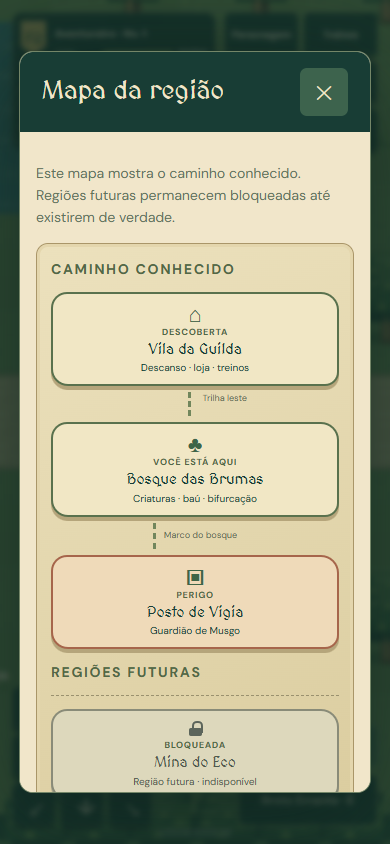 Mapa da região
Este mapa mostra o caminho conhecido.
Regiões futuras permanecem bloqueadas até
existirem de verdade.
CAMINHO CONHECIDO
DESCOBERTA
Vila da Guilda
Descanso · loja · treinos
Trilha leste
VOCÊ ESTÁ AQUI
Bosque das Brumas
Criaturas · baú · bifurcação
Marco do bosque
PERIGO
Posto de Vigia
Guardião de Musgo
REGIÕES FUTURAS
BLOQUEADA
Mina do Eco
Região futura · indisponível